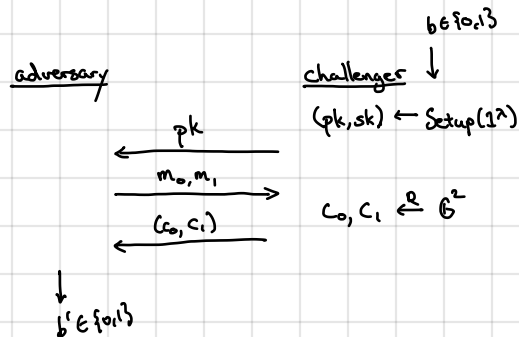 b ∈ {0,1}
adversary
challenger
(pk, sk) ← Setup(1^λ)
pk
m₀, m₁
C₀, C₁ ←ᴿ 𝔾²
(C₀, C₁)
b' ∈ {0,1}